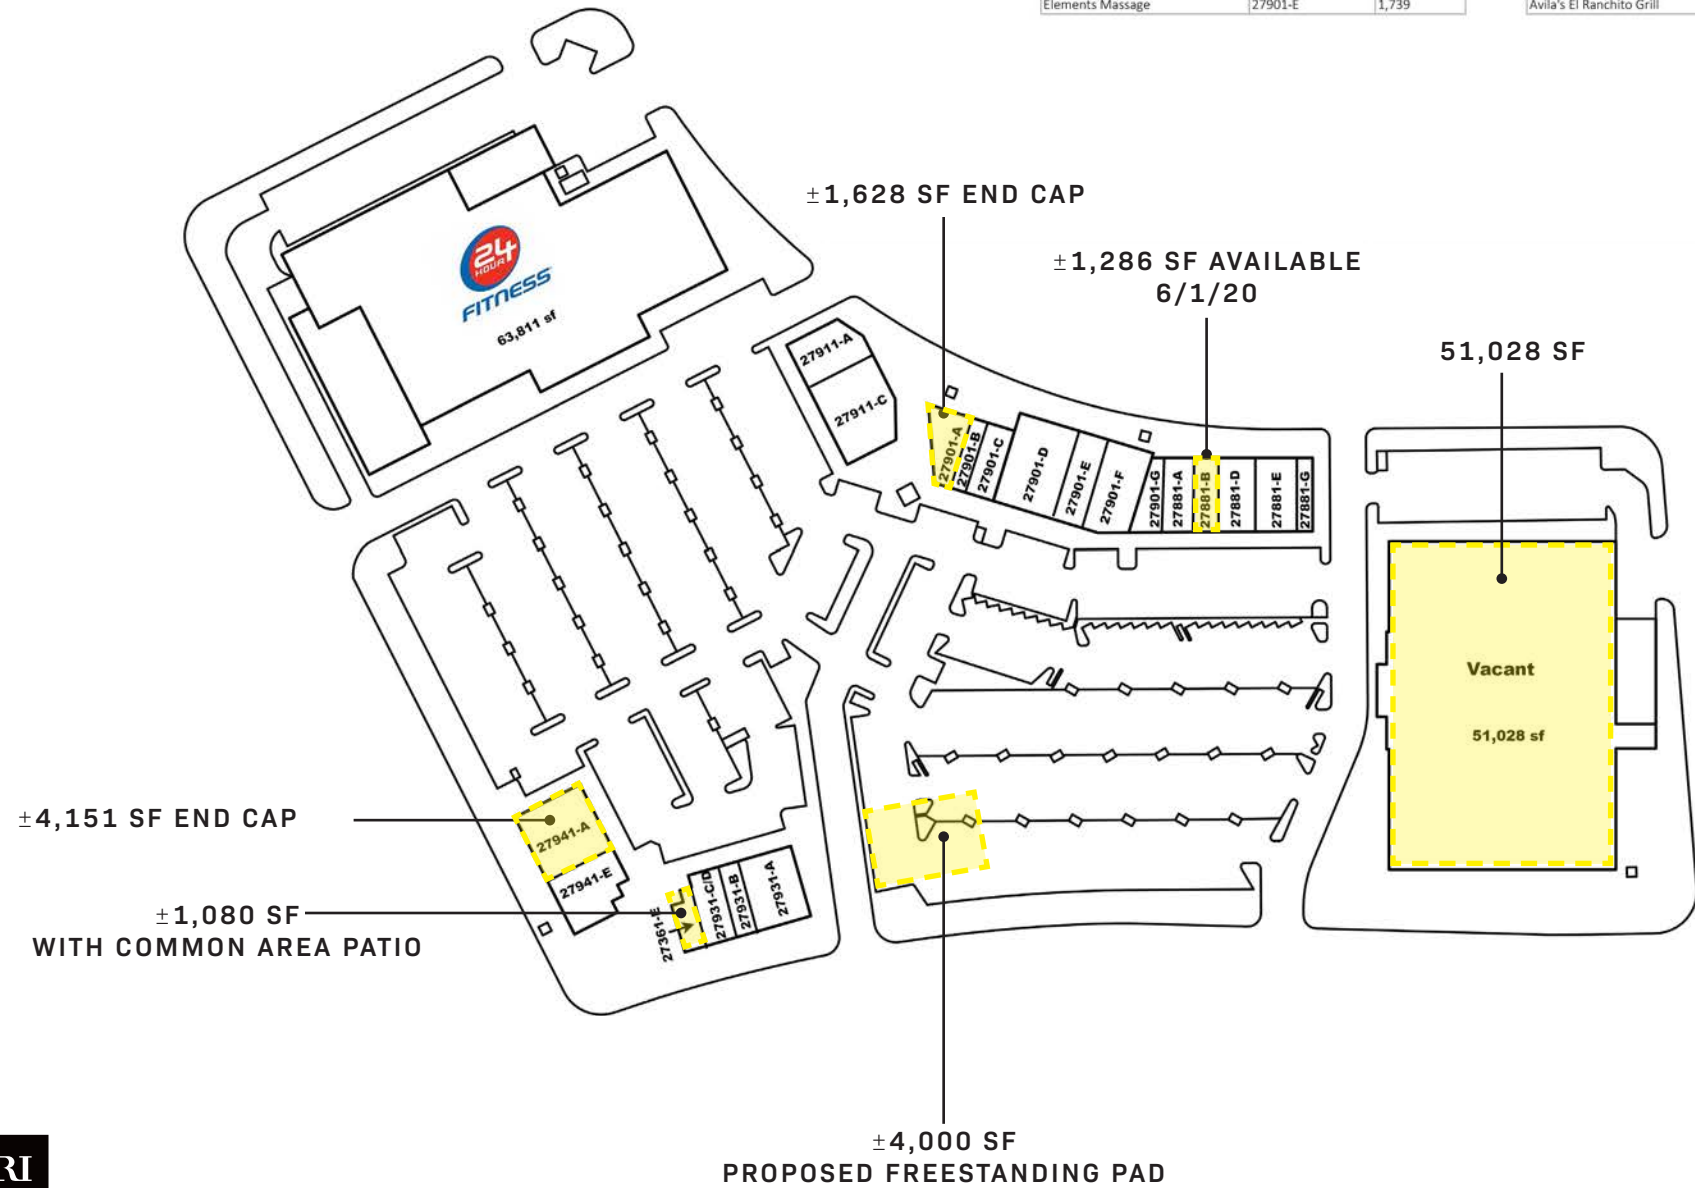 Elements Massage 27901-E 1,739 Avila's El Ranchito Grill
±1,628 SF END CAP
±1,286 SF AVAILABLE
6/1/20
51,028 SF
24
HOUR
FITNESS
63,811 sf
27911-A
27911-C
27901-A
27901-B
27901-C
27901-D
27901-E
27901-F
27901-G
27881-A
27881-B
27881-D
27881-E
27881-G
Vacant
51,028 sf
±4,151 SF END CAP
27941-A
27941-E
±1,080 SF
WITH COMMON AREA PATIO
27361-E
27931-C/D
27931-B
27931-A
±4,000 SF
PROPOSED FREESTANDING PAD
RI